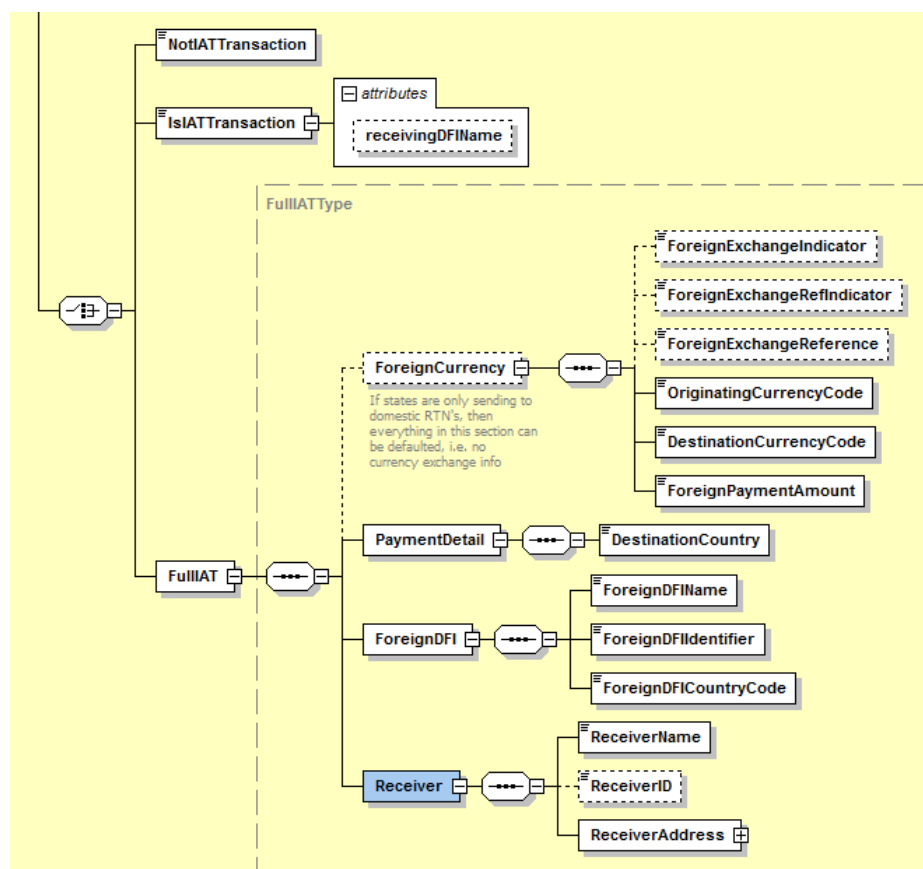 NotIATTransaction
attributes
IsIATTransaction
receivingDFIName
FullIATType
ForeignExchangeIndicator
ForeignExchangeRefIndicator
ForeignExchangeReference
ForeignCurrency
If states are only sending to
domestic RTN's, then
everything in this section can
be defaulted, i.e. no
currency exchange info
OriginatingCurrencyCode
DestinationCurrencyCode
ForeignPaymentAmount
PaymentDetail
DestinationCountry
FullIAT
ForeignDFIName
ForeignDFI
ForeignDFIIdentifier
ForeignDFICountryCode
ReceiverName
Receiver
ReceiverID
ReceiverAddress